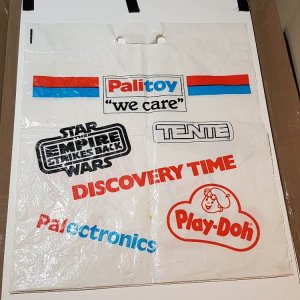 Palitoy
"we care"
STAR
THE
EMPIRE
STRIKES BACK
WARS
TENTE
DISCOVERY TIME
Palectronics
Play-Doh